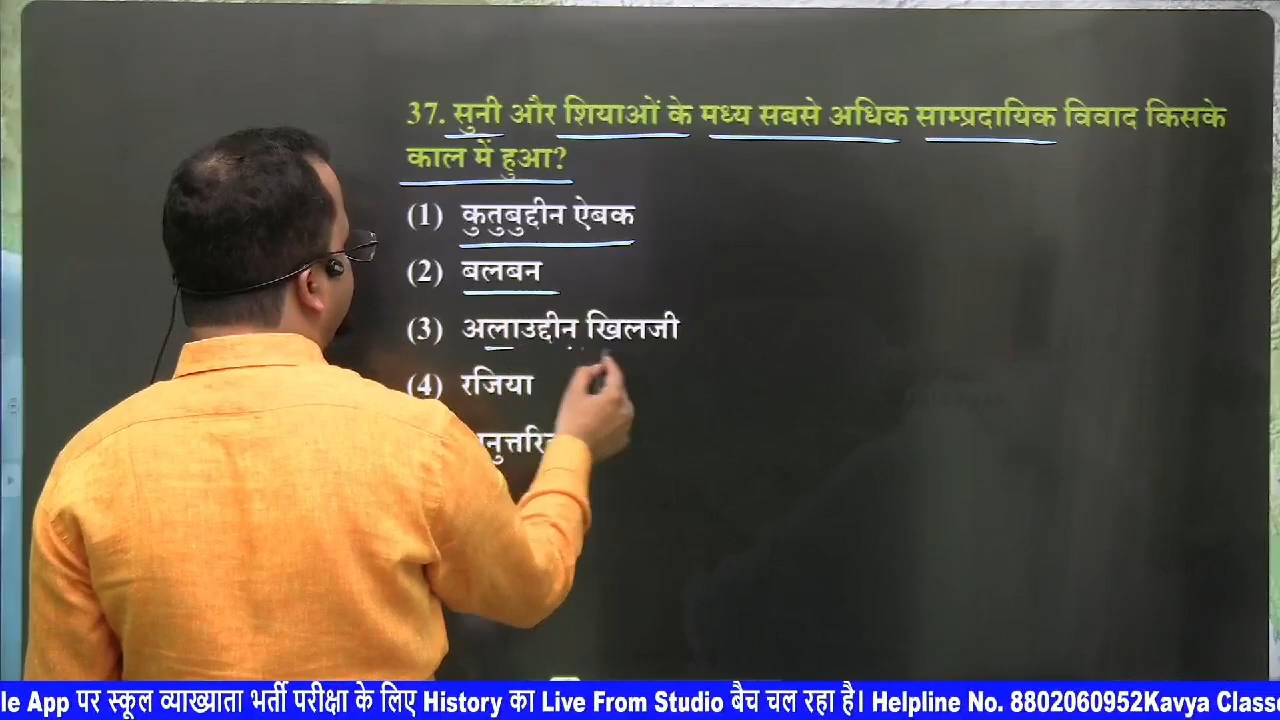 37. सुनी और शियाओं के मध्य सबसे अधिक साम्प्रदायिक विवाद किसके
काल में हुआ?
(1) कुतुबुद्दीन ऐबक
(2) बलबन
(3) अलाउद्दीन खिलजी
(4) रजिया
le App पर स्कूल व्याख्याता भर्ती परीक्षा के लिए History का Live From Studio बैच चल रहा है। Helpline No. 8802060952Kavya Classe